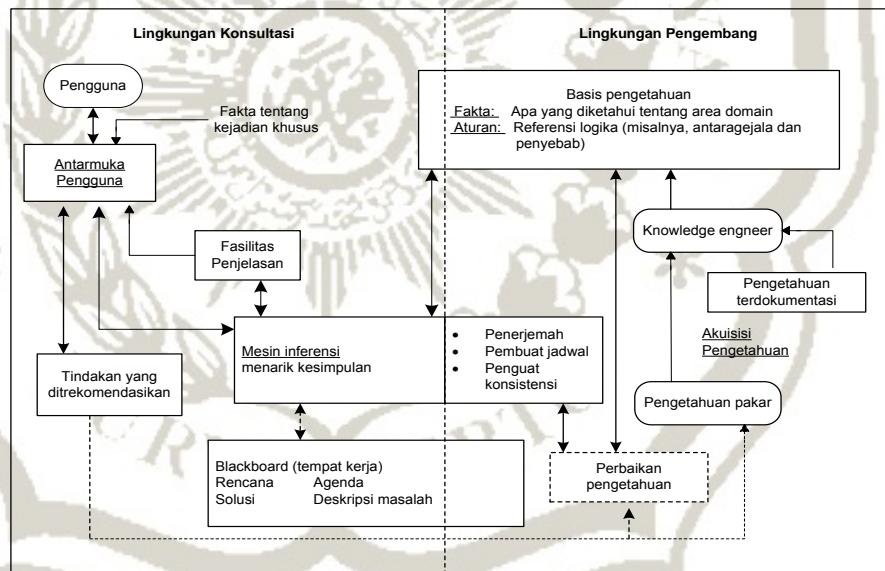 Lingkungan Konsultasi
Lingkungan Pengembang
Pengguna
Fakta tentang
kejadian khusus
Antarmuka
Pengguna
Basis pengetahuan
Fakta: Apa yang diketahui tentang area domain
Aturan: Referensi logika (misalnya, antaragejala dan
penyebab)
Fasilitas
Penjelasan
Knowledge engneer
Pengetahuan
terdokumentasi
Akuisisi
Pengetahuan
Mesin inferensi
menarik kesimpulan
• Penerjemah
• Pembuat jadwal
• Penguat
konsistensi
Tindakan yang
ditrekomendasikan
Pengetahuan pakar
Blackboard (tempat kerja)
Rencana Agenda
Solusi Deskripsi masalah
Perbaikan
pengetahuan